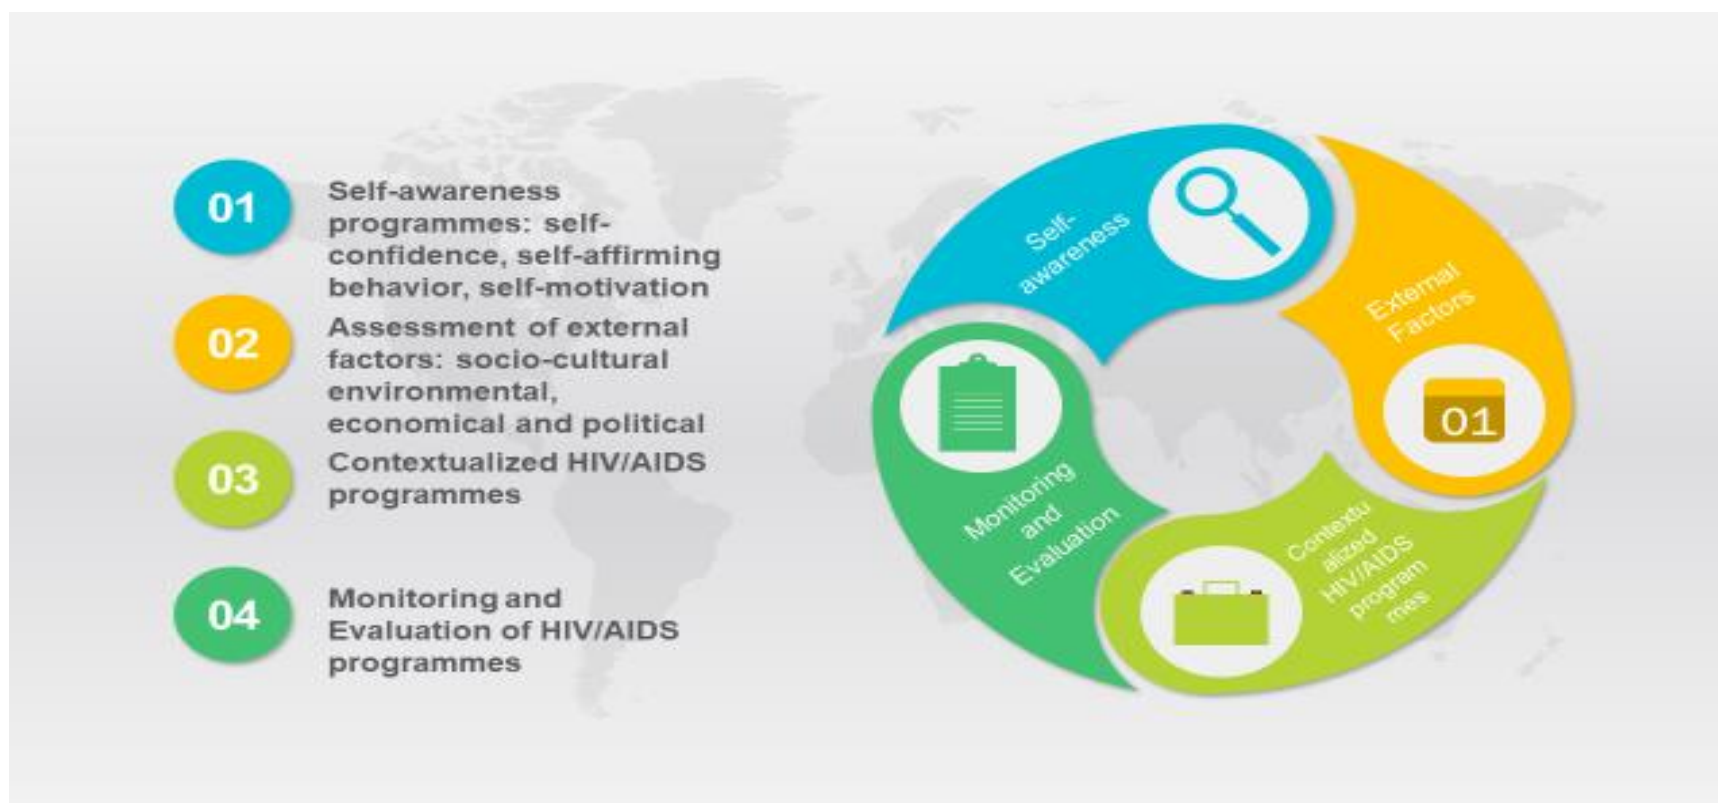 01
Self-awareness
programmes: self-
confidence, self-affirming
behavior, self-motivation
02
Assessment of external
factors: socio-cultural
environmental,
economical and political
03
Contextualized HIV/AIDS
programmes
04
Monitoring and
Evaluation of HIV/AIDS
programmes
Self-
awareness
External
Factors
01
Contextu
alized
HIV/AIDS
program
mes
Monitoring
and
Evaluation